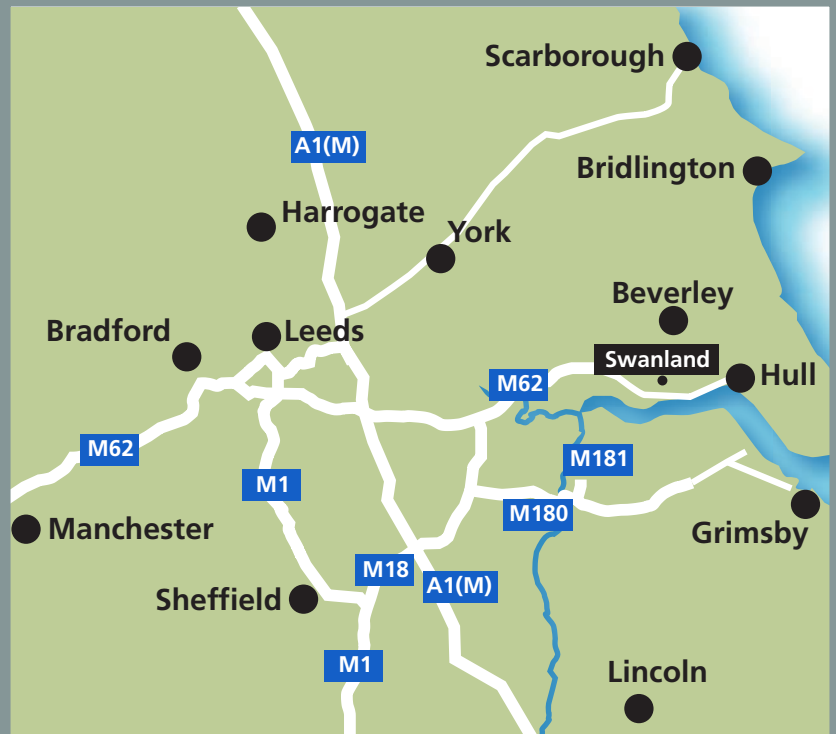 Scarborough
A1(M)
Bridlington
Harrogate
York
Beverley
Bradford
Leeds
Swanland
Hull
M62
M62
M181
M1
M180
Grimsby
Manchester
M18
A1(M)
Sheffield
M1
Lincoln